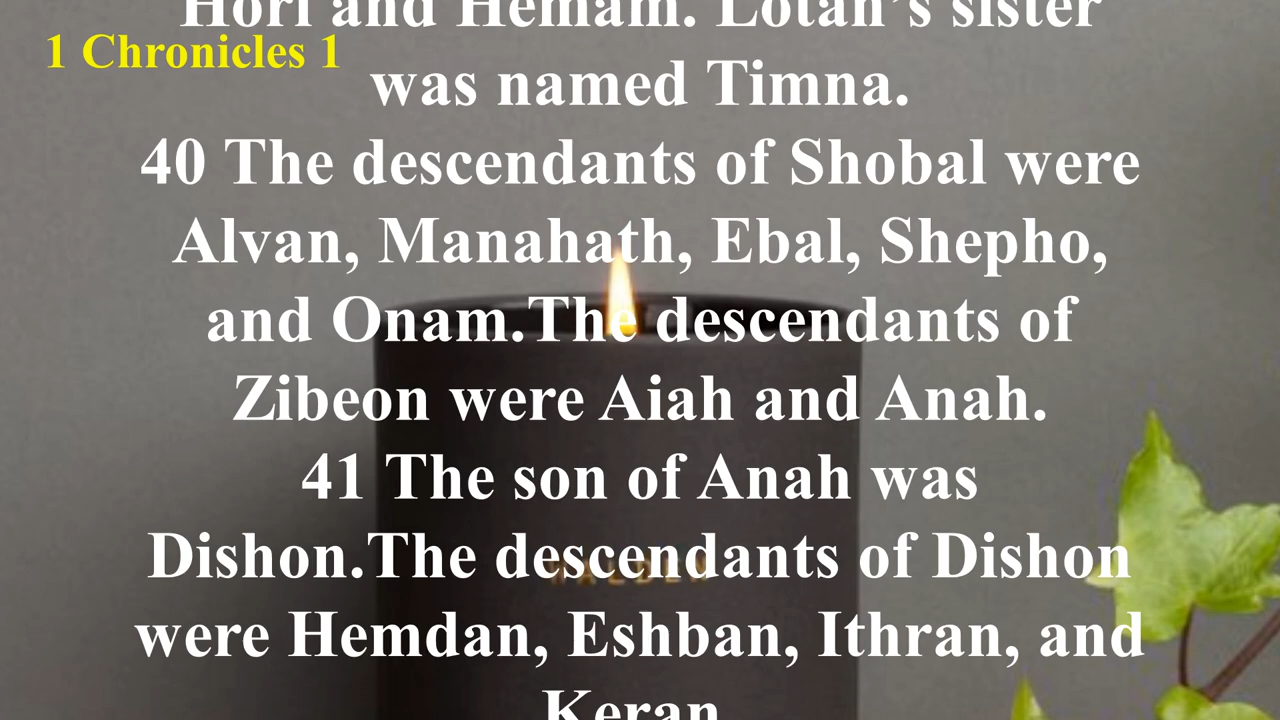 Hori and Hemam. Lotan’s sister
1 Chronicles 1
was named Timna.
40 The descendants of Shobal were
Alvan, Manahath, Ebal, Shepho,
and Onam.The descendants of
Zibeon were Aiah and Anah.
41 The son of Anah was
Dishon.The descendants of Dishon
were Hemdan, Eshban, Ithran, and
Keran